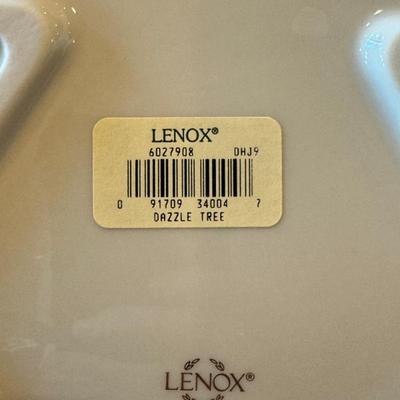 LENOX®
6027908 DHJ9
0 91709 34004 7
DAZZLE TREE
LENOX®